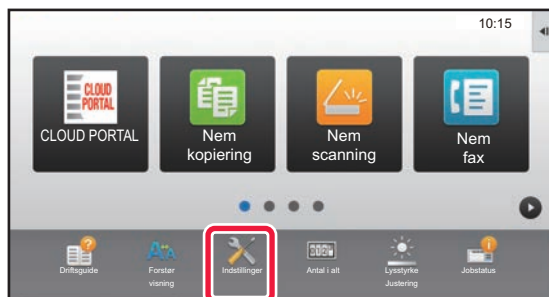 10:15
CLOUD
PORTAL
CLOUD PORTAL
Nem
kopiering
Nem
scanning
Nem
fax
Driftsguide
Forstør
visning
Indstillinger
Antal i alt
Lysstyrke
Justering
Jobstatus